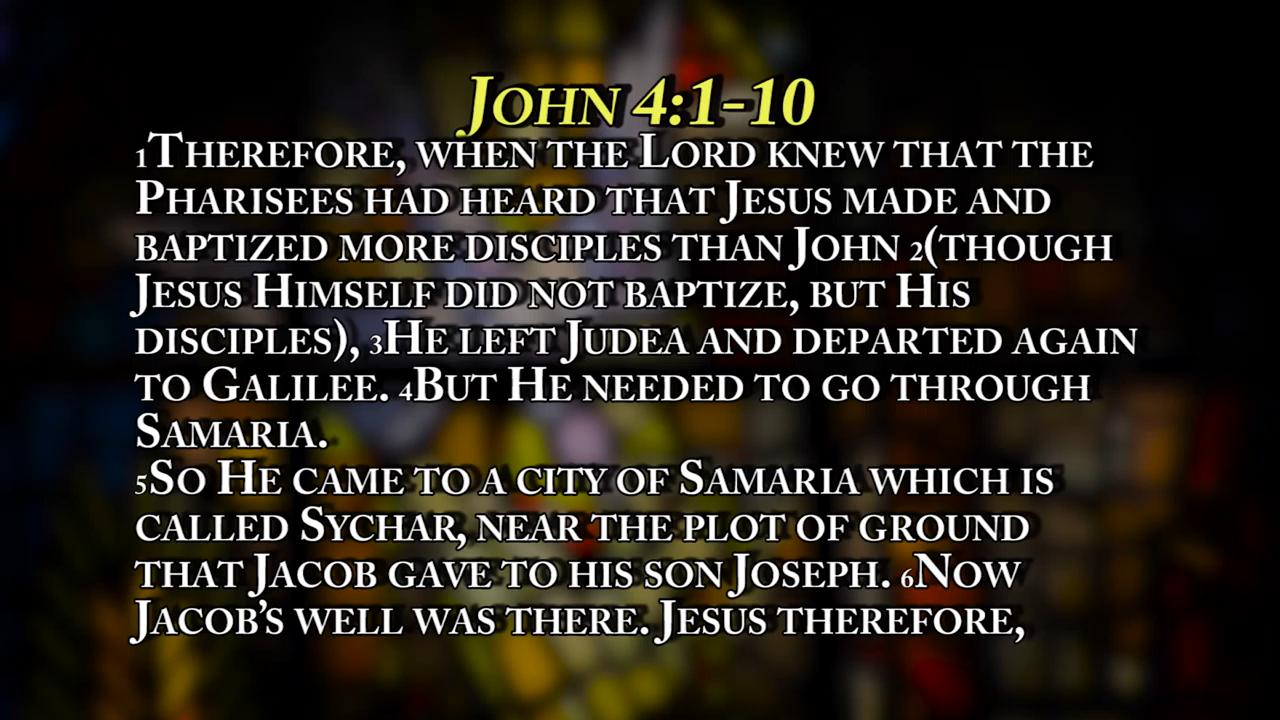 John 4:1-10
1Therefore, when the Lord knew that the
Pharisees had heard that Jesus made and
baptized more disciples than John 2(though
Jesus Himself did not baptize, but His
disciples), 3He left Judea and departed again
to Galilee. 4But He needed to go through
Samaria.
5So He came to a city of Samaria which is
called Sychar, near the plot of ground
that Jacob gave to his son Joseph. 6Now
Jacob’s well was there. Jesus therefore,